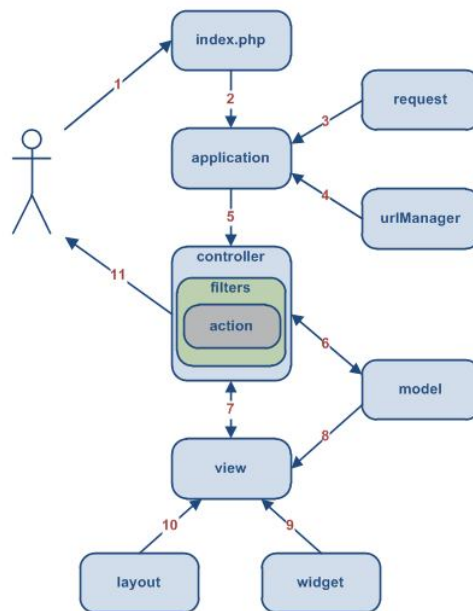 index.php
1
2
request
3
application
4
urlManager
5
controller
filters
11
action
6
model
7
8
view
10
9
layout
widget